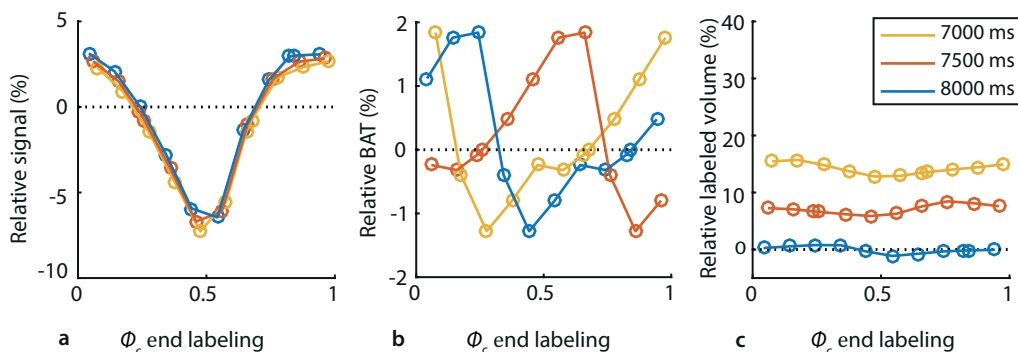 Relative signal (%)
5
0
-5
-10
0
0.5
1
a
Φc end labeling
Relative BAT (%)
2
1
0
-1
-2
0
0.5
1
b
Φc end labeling
Relative labeled volume (%)
40
30
20
10
0
0
0.5
1
c
Φc end labeling
7000 ms
7500 ms
8000 ms